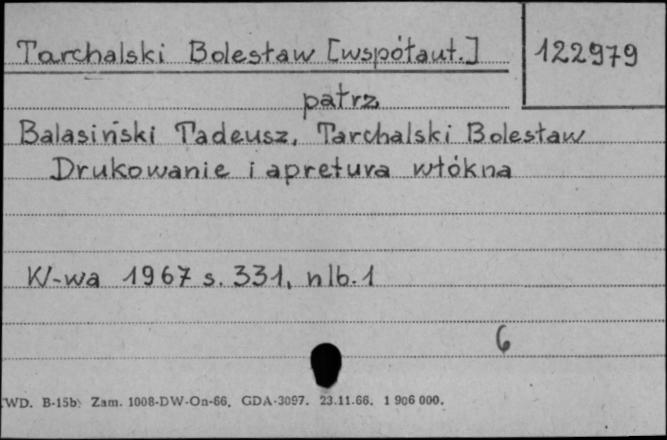 Tarchalski Bolesław [współaut.] 122979
patrz
Balasiński Tadeusz, Tarchalski Bolesław
Drukowanie i apretura włókna
W-wa 1967 s. 331, nlb. 1
6
WD. B-15b Zam. 1008-DW-On-66. GDA-3097. 23.11.66. 1 906 000.